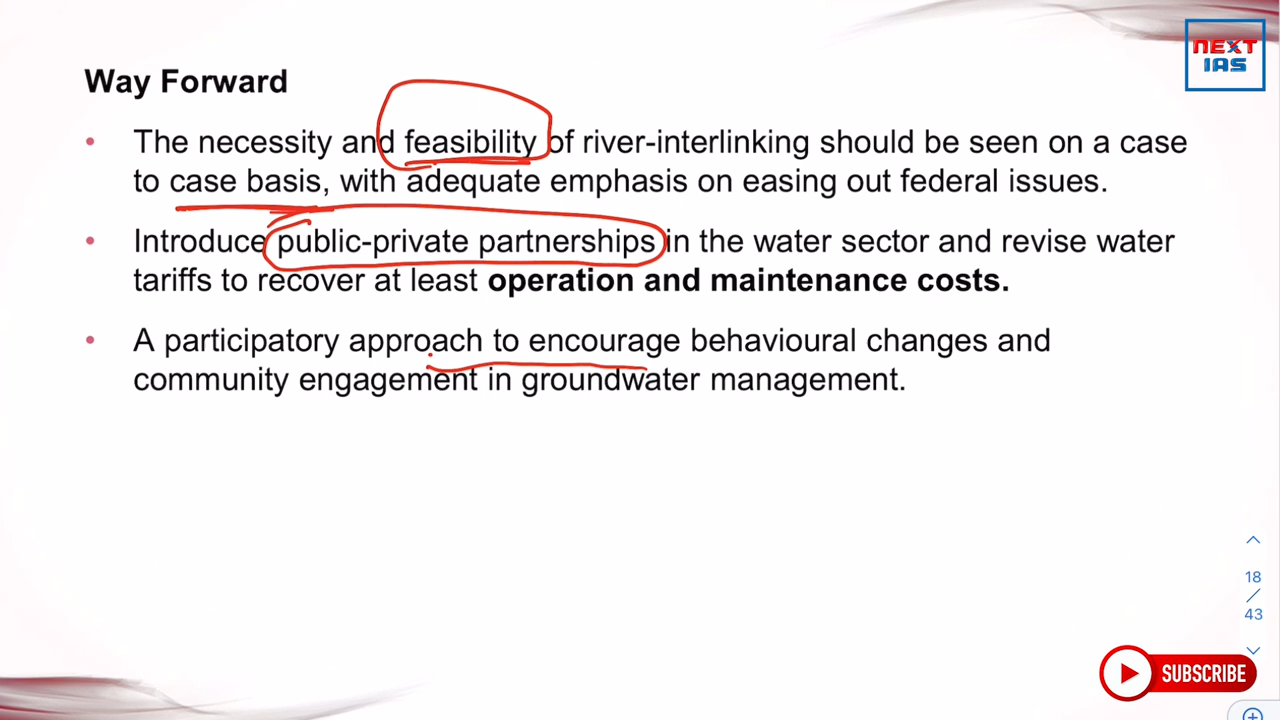 NEXT
IAS
Way Forward
• The necessity and feasibility of river-interlinking should be seen on a case
to case basis, with adequate emphasis on easing out federal issues.
• Introduce public-private partnerships in the water sector and revise water
tariffs to recover at least operation and maintenance costs.
• A participatory approach to encourage behavioural changes and
community engagement in groundwater management.
18
/
43
SUBSCRIBE